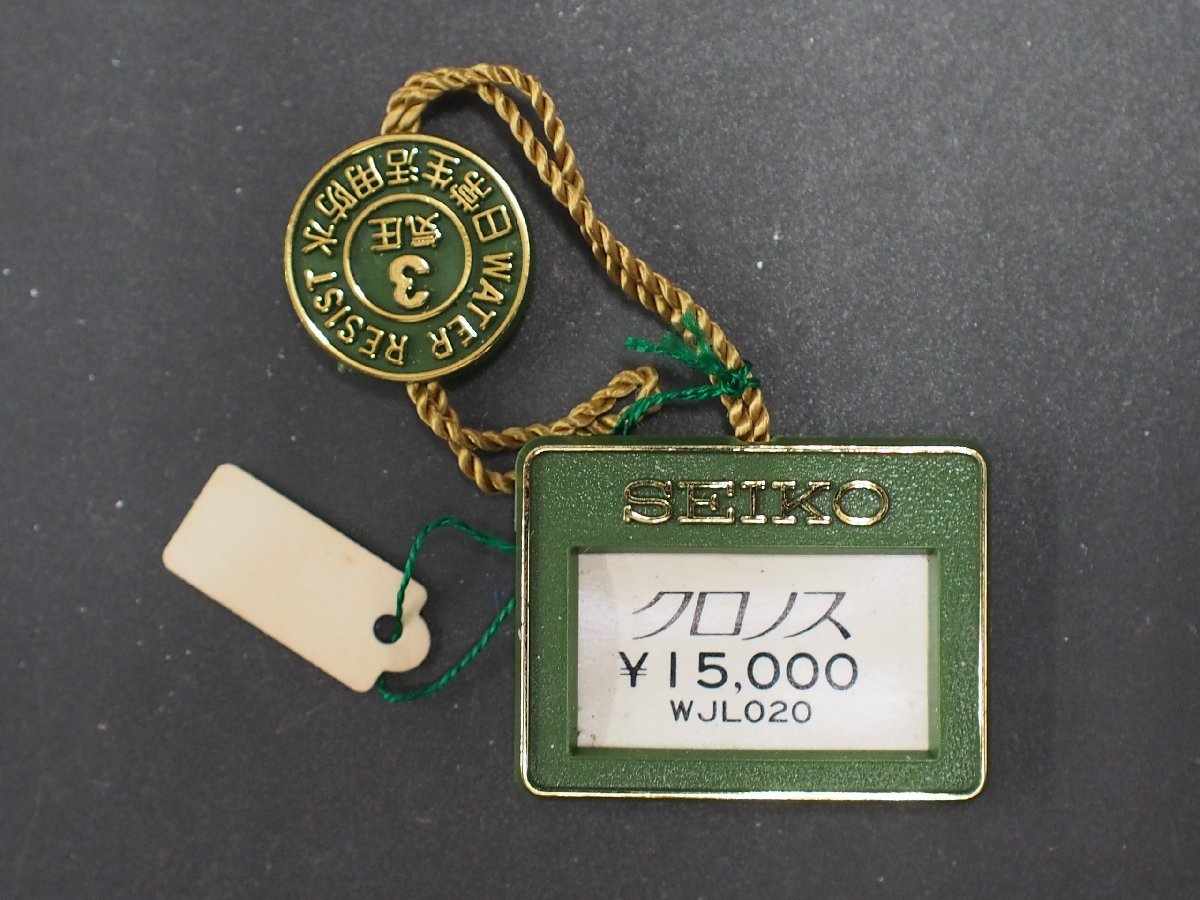 日常生活用防水
WATER RESIST
3
気圧
SEIKO
クロノス
¥15,000
WJL020